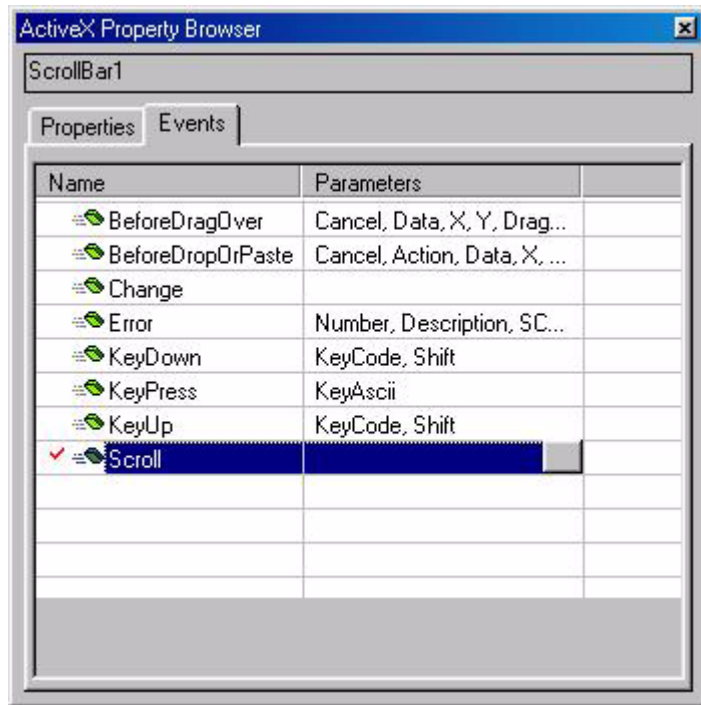 ActiveX Property Browser
ScrollBar1
Properties Events
Name Parameters
BeforeDragOver Cancel, Data, X, Y, Drag...
BeforeDropOrPaste Cancel, Action, Data, X, ...
Change
Error Number, Description, SC...
KeyDown KeyCode, Shift
KeyPress KeyAscii
KeyUp KeyCode, Shift
Scroll